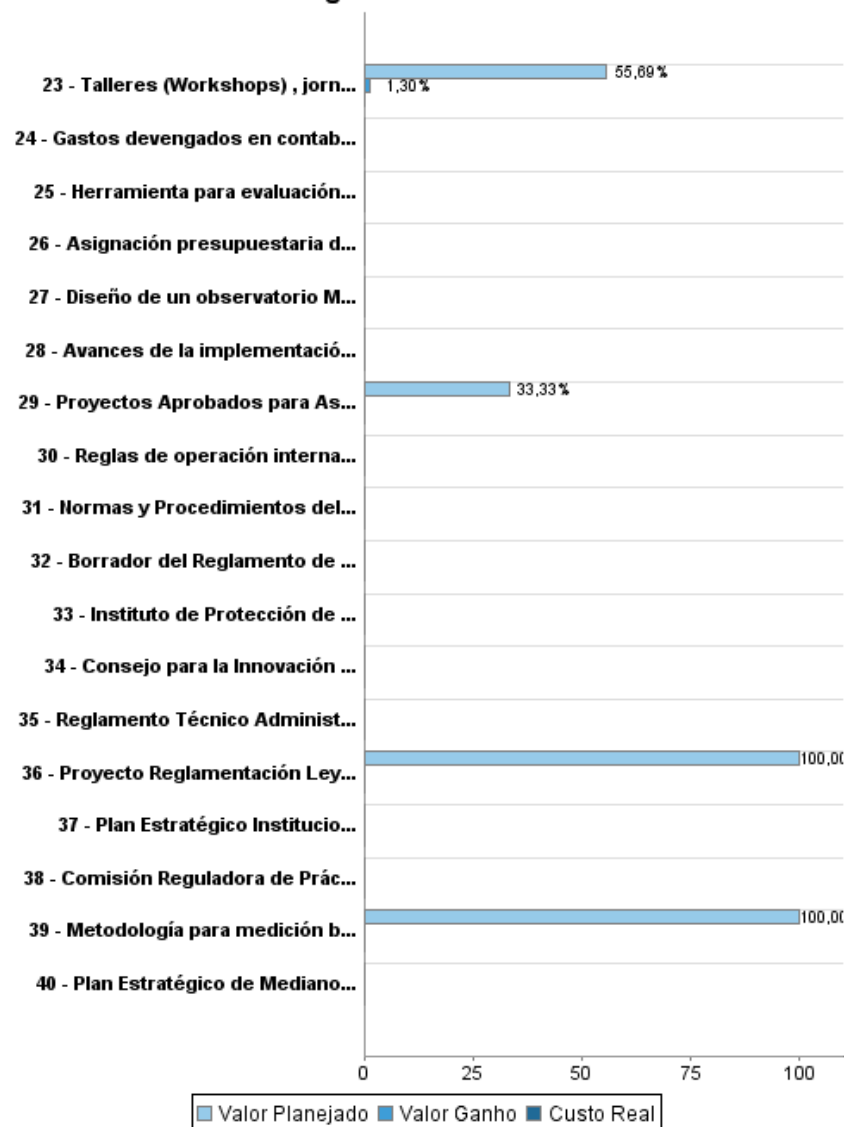 23 - Talleres (Workshops) , jorn...
55,69%
1,30%
24 - Gastos devengados en contab...
25 - Herramienta para evaluación...
26 - Asignación presupuestaria d...
27 - Diseño de un observatorio M...
28 - Avances de la implementació...
29 - Proyectos Aprobados para As...
33,33%
30 - Reglas de operación interna...
31 - Normas y Procedimientos del...
32 - Borrador del Reglamento de ...
33 - Instituto de Protección de ...
34 - Consejo para la Innovación ...
35 - Reglamento Técnico Administ...
36 - Proyecto Reglamentación Ley...
100,00
37 - Plan Estratégico Institucio...
38 - Comisión Reguladora de Prác...
39 - Metodología para medición b...
100,00
40 - Plan Estratégico de Mediano...
0 25 50 75 100
Valor Planejado Valor Ganho Custo Real